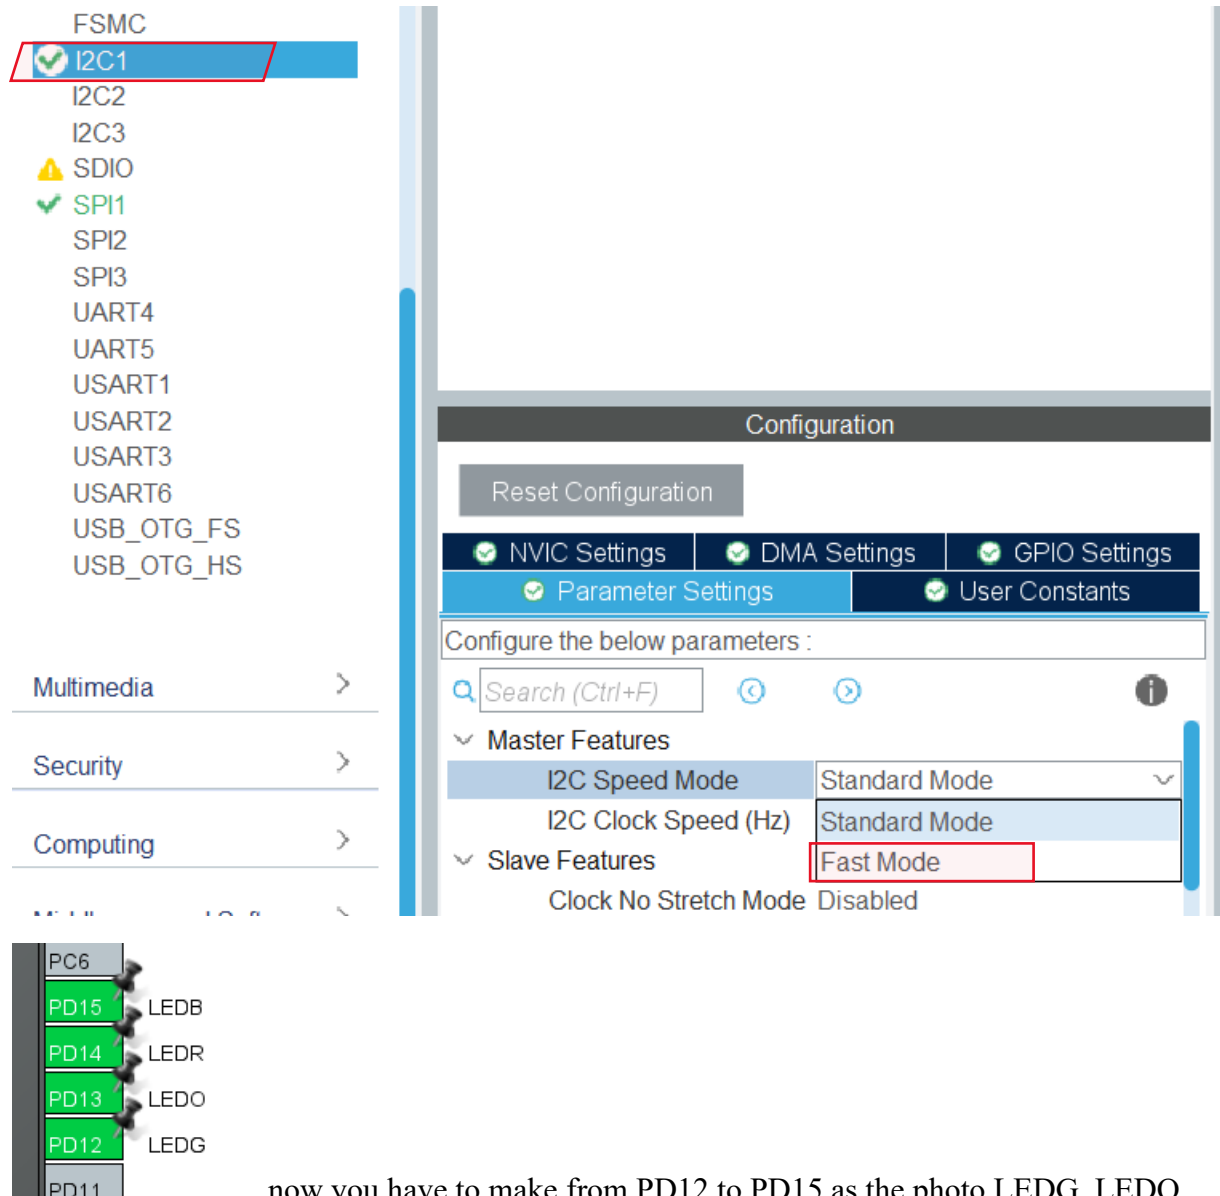 FSMC
I2C1
I2C2
I2C3
SDIO
SPI1
SPI2
SPI3
UART4
UART5
USART1
USART2
USART3
USART6
USB_OTG_FS
USB_OTG_HS
Multimedia
Security
Computing
Configuration
Reset Configuration
NVIC Settings
DMA Settings
GPIO Settings
Parameter Settings
User Constants
Configure the below parameters :
Search (Ctrl+F)
Master Features
I2C Speed Mode Standard Mode
Standard Mode
I2C Clock Speed (Hz)
Fast Mode
Slave Features
Clock No Stretch Mode Disabled
PC6
PD15 LEDB
PD14 LEDR
PD13 LEDO
PD12 LEDG
PD11
now you have to make from PD12 to PD15 as the photo LEDG, LEDO